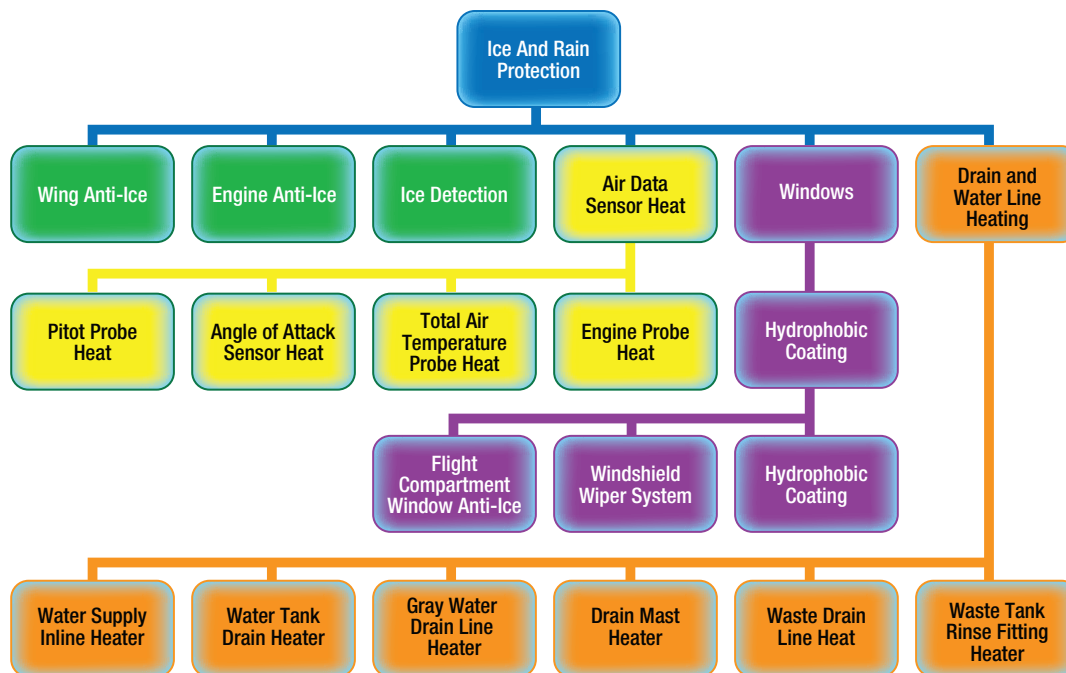 Ice And Rain
Protection
Wing Anti-Ice
Engine Anti-Ice
Ice Detection
Air Data
Sensor Heat
Windows
Drain and
Water Line
Heating
Pitot Probe
Heat
Angle of Attack
Sensor Heat
Total Air
Temperature
Probe Heat
Engine Probe
Heat
Hydrophobic
Coating
Flight
Compartment
Window Anti-Ice
Windshield
Wiper System
Hydrophobic
Coating
Water Supply
Inline Heater
Water Tank
Drain Heater
Gray Water
Drain Line
Heater
Drain Mast
Heater
Waste Drain
Line Heat
Waste Tank
Rinse Fitting
Heater